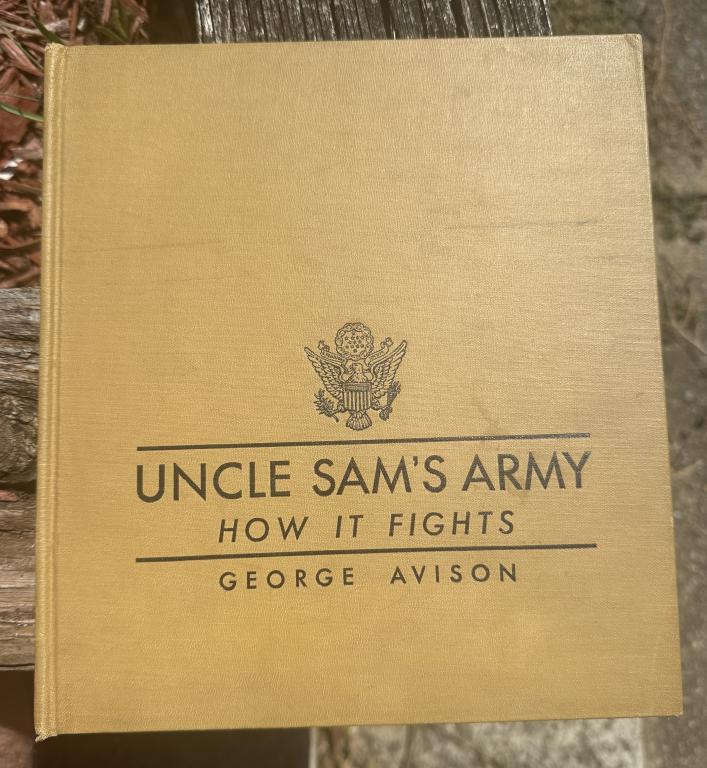 UNCLE SAM'S ARMY
HOW IT FIGHTS
GEORGE AVISON